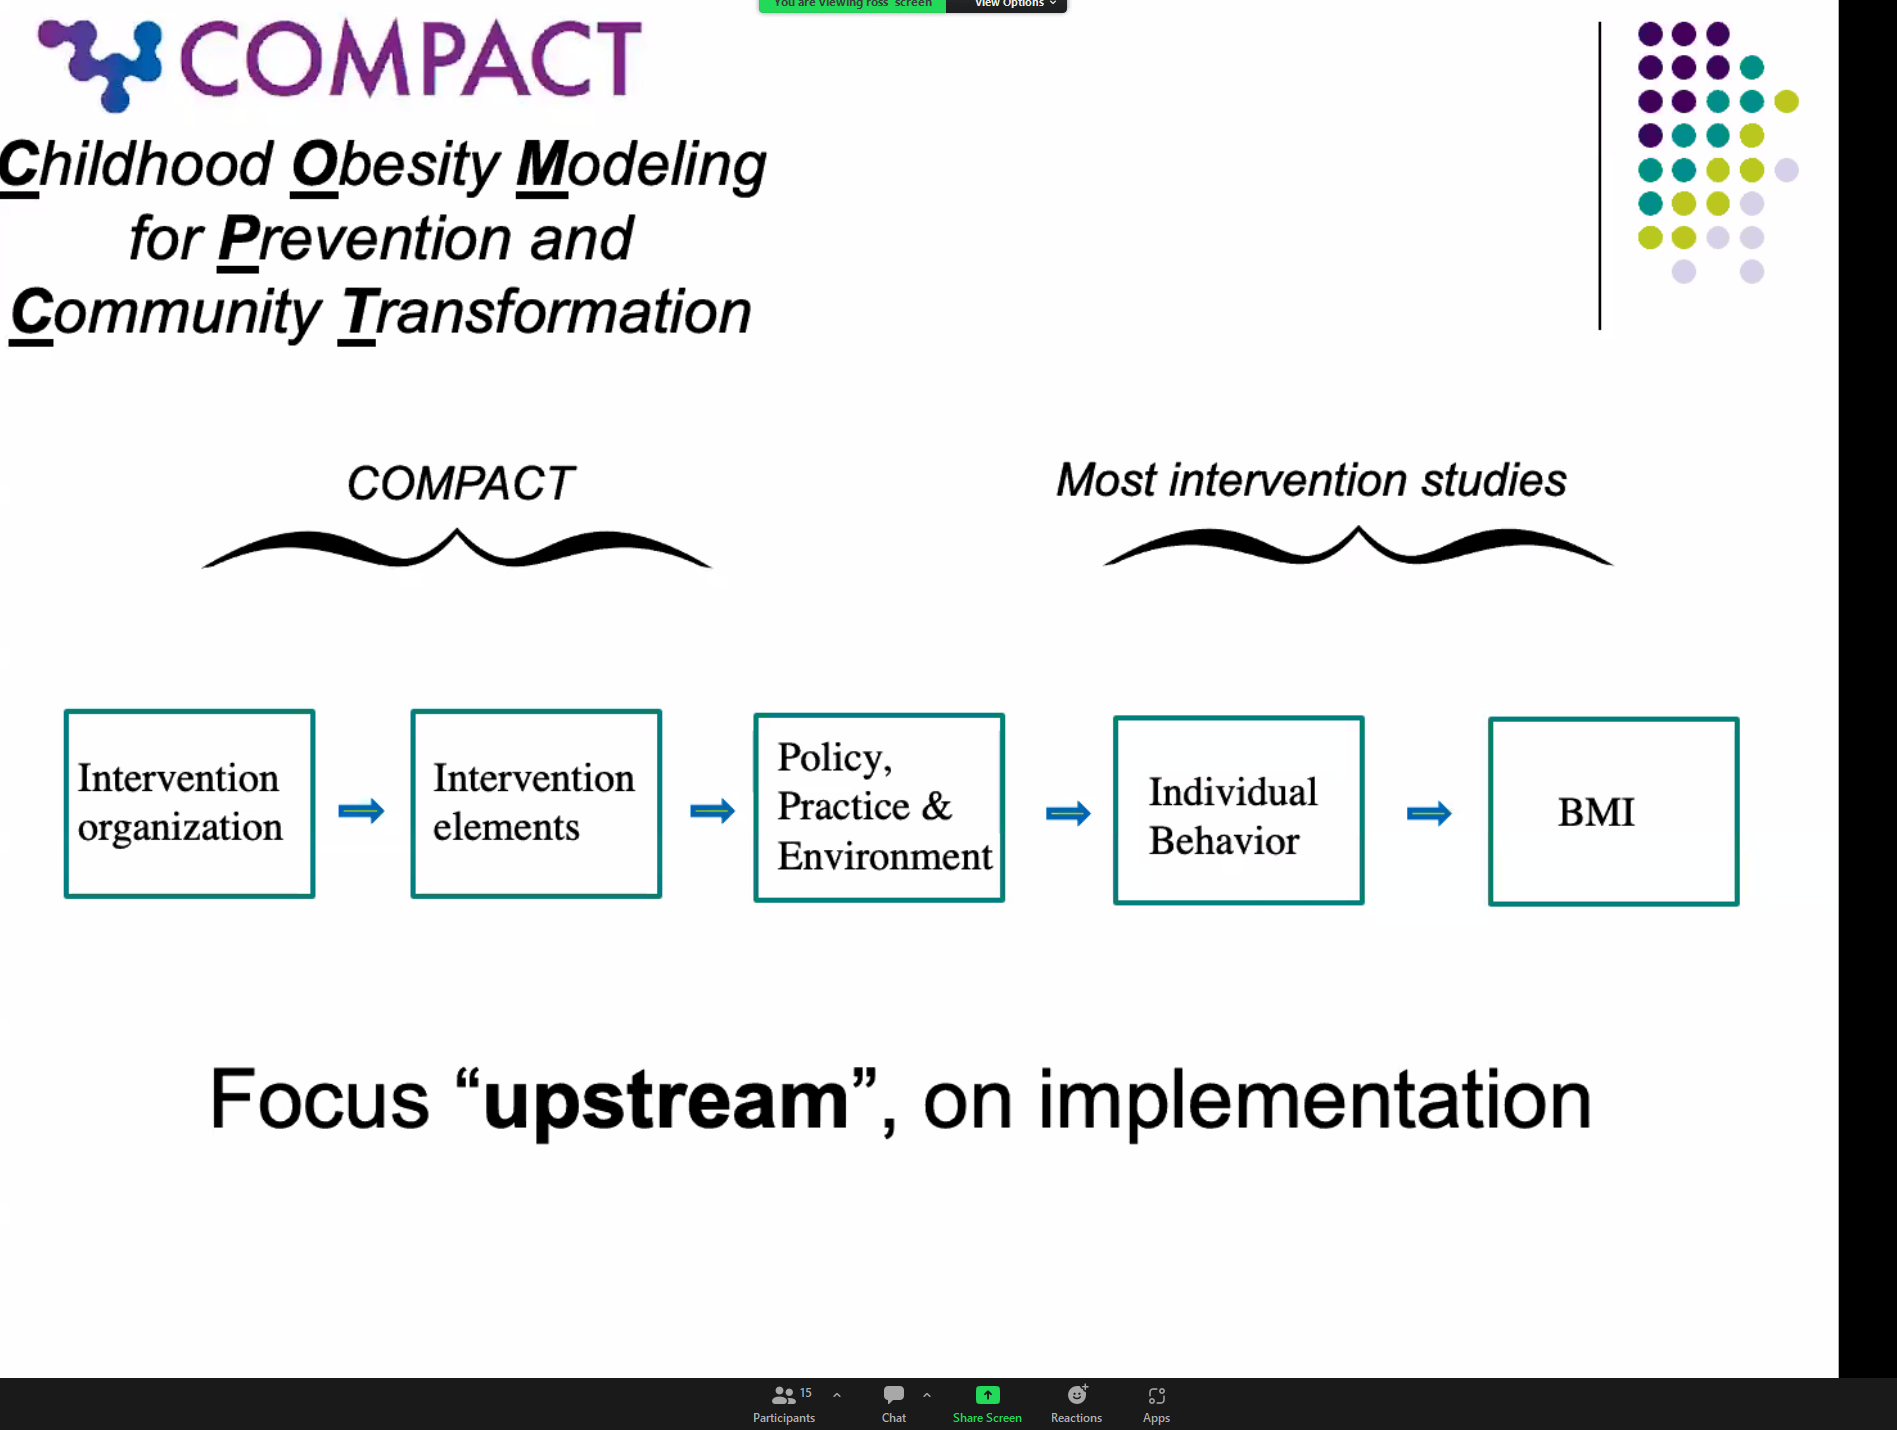 You are viewing ross' screen
View Options
COMPACT
Childhood Obesity Modeling
for Prevention and
Community Transformation
COMPACT
Most intervention studies
Intervention
organization
Intervention
elements
Policy,
Practice &
Environment
Individual
Behavior
BMI
Focus “upstream”, on implementation
15
Participants
Chat
Share Screen
Reactions
Apps